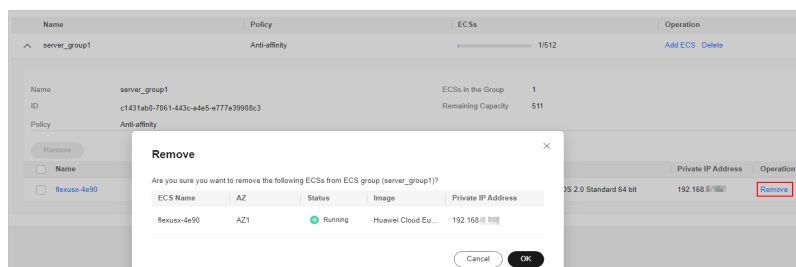 Name Policy ECSs Operation
server_group1 Anti-affinity 1/512 Add ECS Delete
Name server_group1 ECSs in the Group 1
ID c1431ab0-7061-443c-a4e5-e777e39908c3 Remaining Capacity 511
Policy Anti-affinity
Remove
Name Private IP Address Operation
flexusx-4e90 OS 2.0 Standard 64 bit 192.168. Remove
Remove
Are you sure you want to remove the following ECSs from ECS group (server_group1)?
ECS Name AZ Status Image Private IP Address
flexusx-4e90 AZ1 Running Huawei Cloud Eu... 192.168
Cancel OK